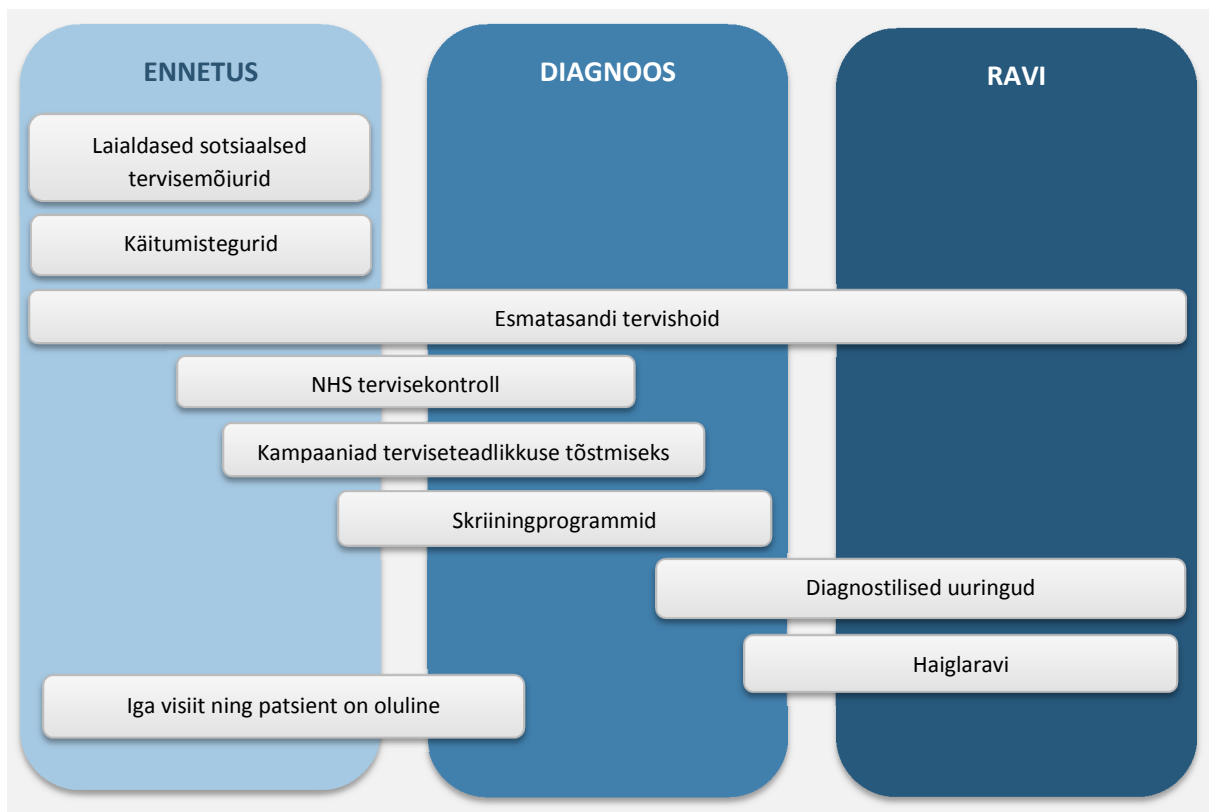 ENNETUS
DIAGNOOS
RAVI
Laialdased sotsiaalsed
tervisemõjurid
Käitumistegurid
Esmatasandi tervishoid
NHS tervisekontroll
Kampaaniad terviseteadlikkuse tõstmiseks
Skriiningprogrammid
Diagnostilised uuringud
Haiglaravi
Iga visiit ning patsient on oluline